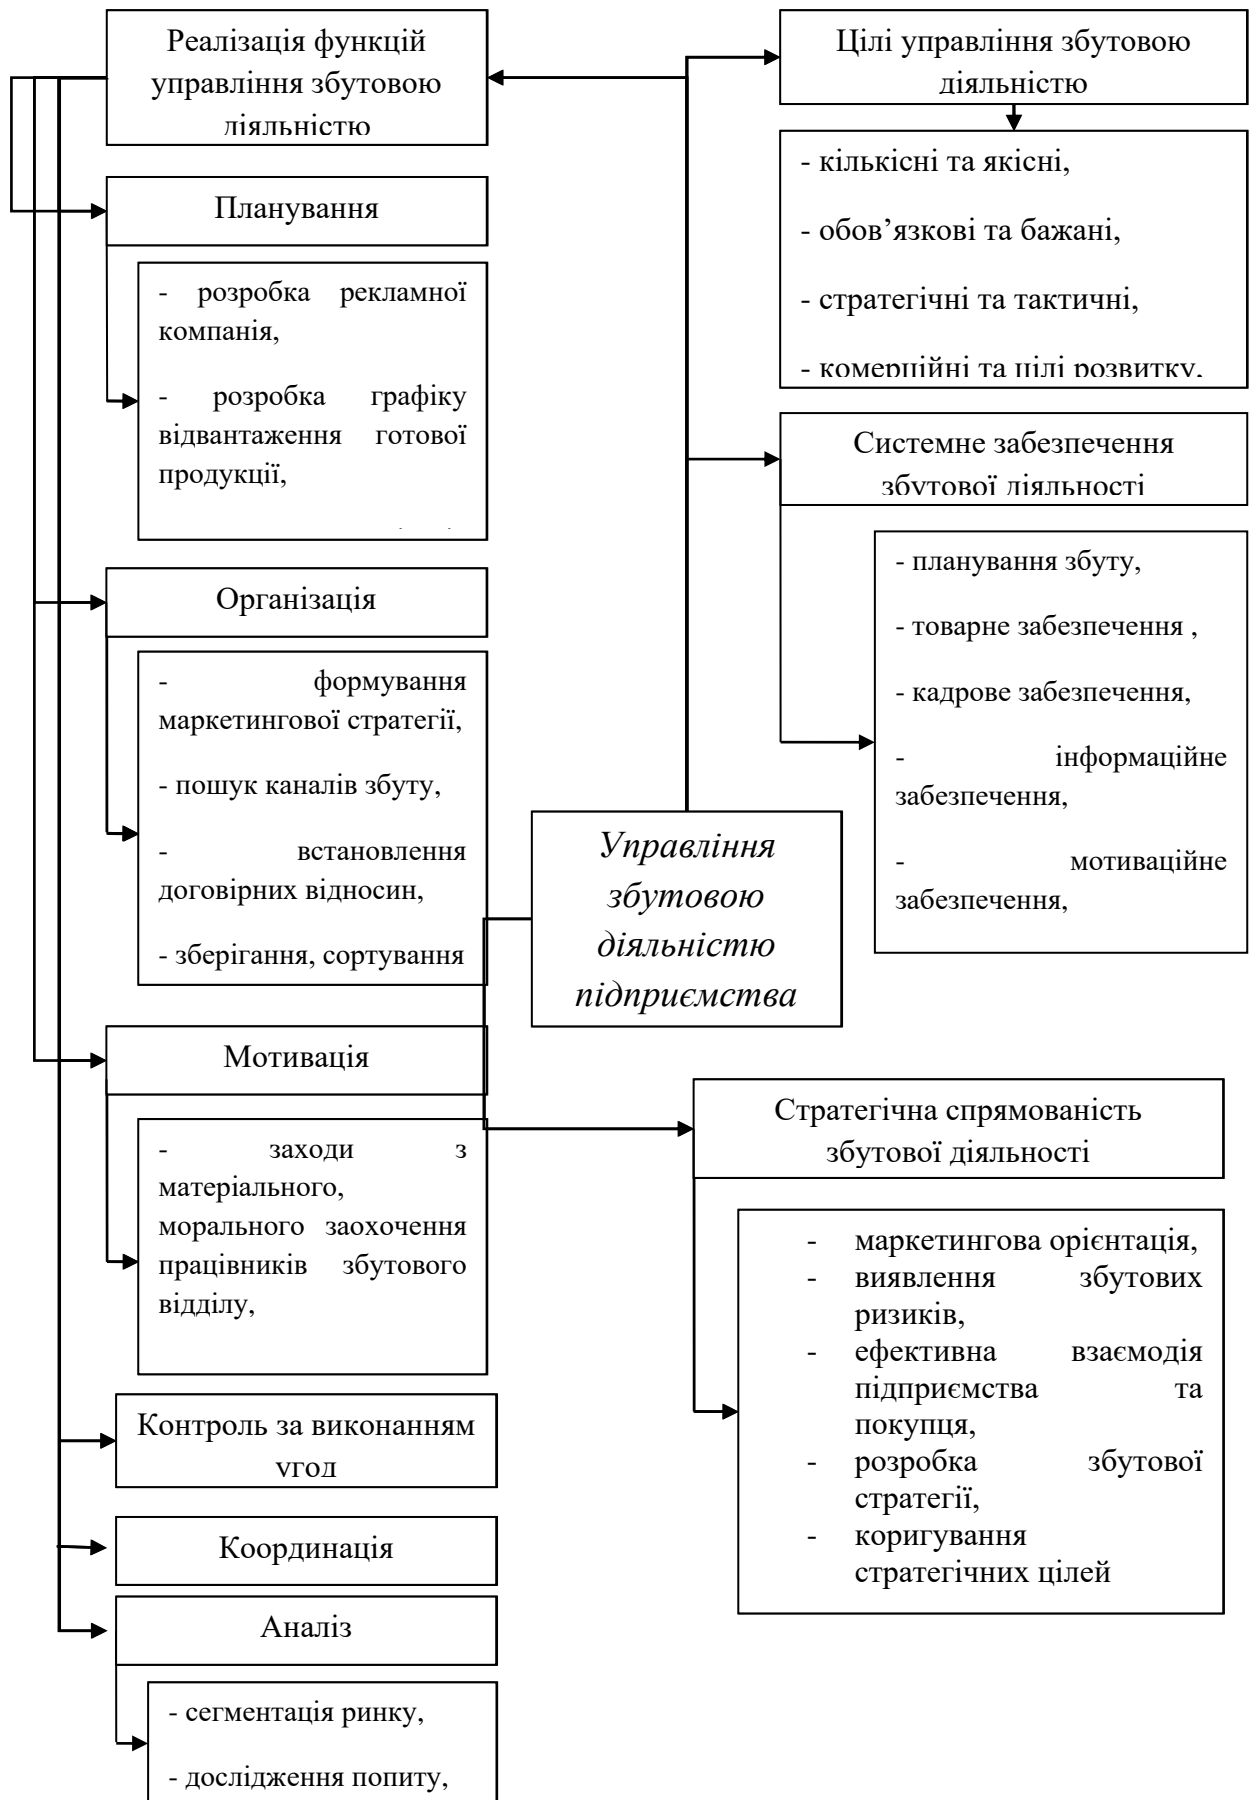 Реалізація функцій
управління збутовою
діяльністю
Планування
- розробка рекламної
компанія,
- розробка графіку
відвантаження готової
продукції,
Організація
- формування
маркетингової стратегії,
- пошук каналів збуту,
- встановлення
договірних відносин,
- зберігання, сортування
Мотивація
- заходи з
матеріального,
морального заохочення
працівників збутового
відділу,
Контроль за виконанням
угод
Координація
Аналіз
- сегментація ринку,
- дослідження попиту,
Управління
збутовою
діяльністю
підприємства
Цілі управління збутовою
діяльністю
- кількісні та якісні,
- обов’язкові та бажані,
- стратегічні та тактичні,
- комерційні та цілі розвитку,
Системне забезпечення
збутової діяльності
- планування збуту,
- товарне забезпечення ,
- кадрове забезпечення,
- інформаційне
забезпечення,
- мотиваційне
забезпечення,
Стратегічна спрямованість
збутової діяльності
- маркетингова орієнтація,
- виявлення збутових
ризиків,
- ефективна взаємодія
підприємства та
покупця,
- розробка збутової
стратегії,
- коригування
стратегічних цілей